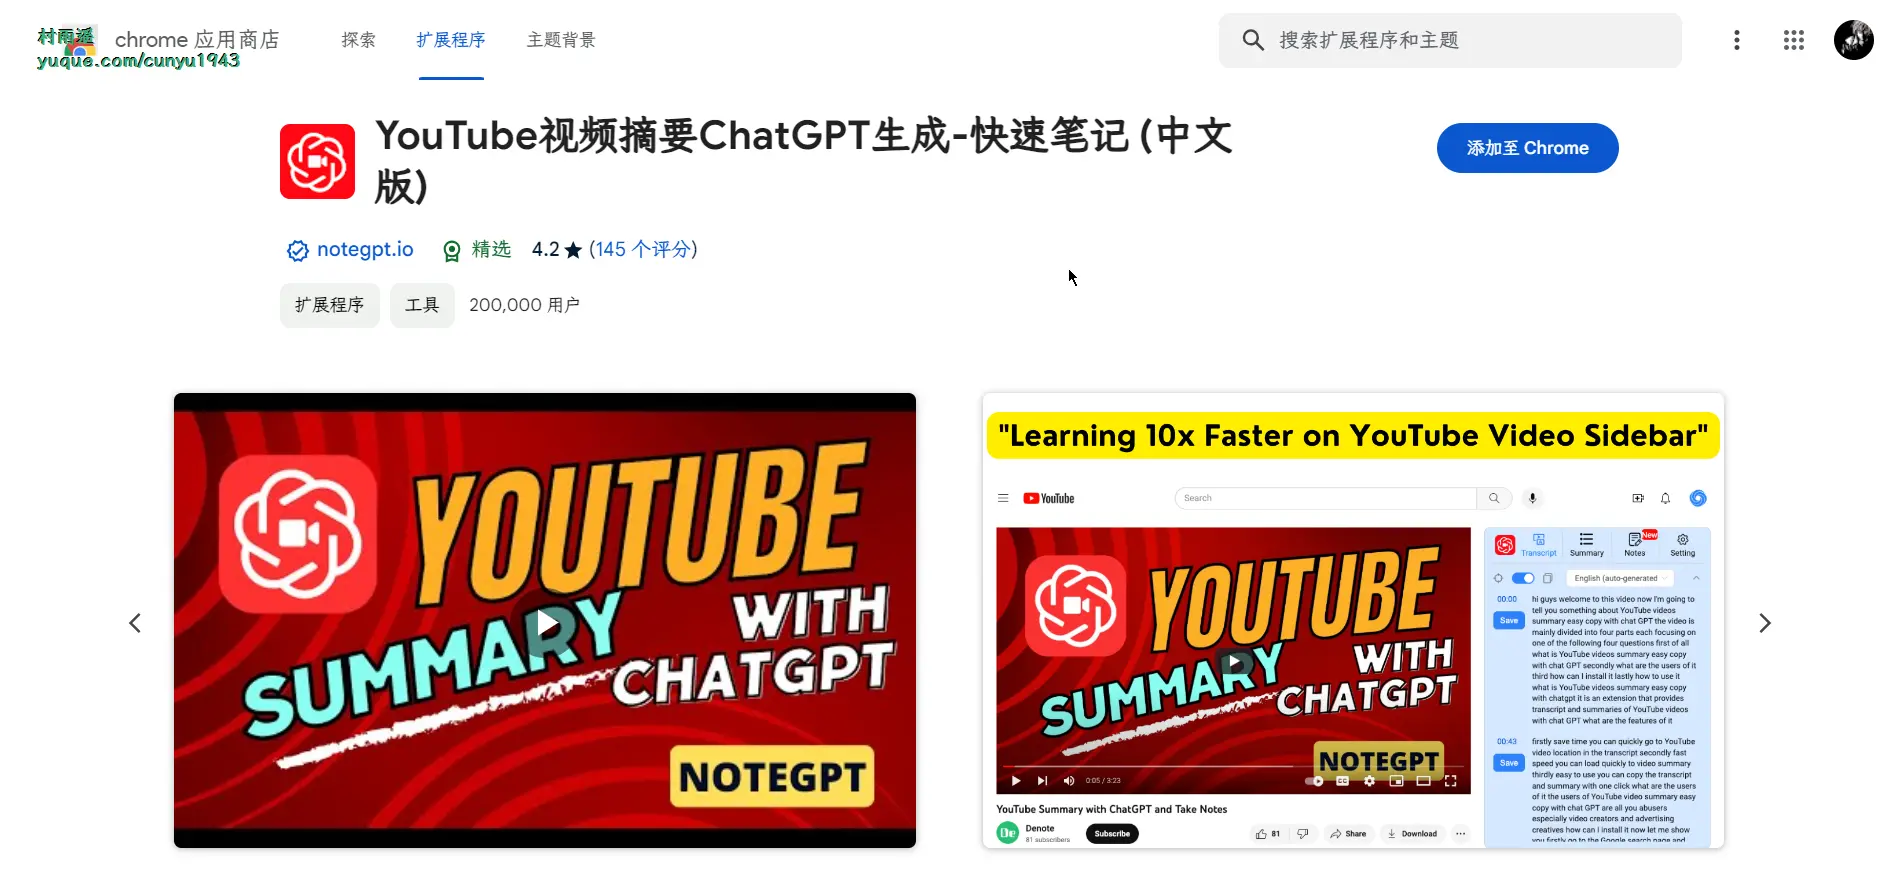 村雨遥
yuque.com/cunyu1943
chrome 应用商店
探索
扩展程序
主题背景
搜索扩展程序和主题
YouTube视频摘要ChatGPT生成-快速笔记 (中文
版)
添加至 Chrome
notegpt.io
精选
4.2 ★ (145 个评分)
扩展程序
工具
200,000 用户
YOUTUBE
SUMMARY
WITH
CHATGPT
NOTEGPT
"Learning 10x Faster on YouTube Video Sidebar"
YouTube
Search
YOUTUBE
SUMMARY
WITH
CHATGPT
NOTEGPT
0:05 / 3:23
YouTube Summary with ChatGPT and Take Notes
De
Denote
81 subscribers
Subscribe
81
Share
Download
Transcript
Summary
New
Notes
Setting
English (auto-generated
00:00
Save
hi guys welcome to this video now I'm going to
tell you something about YouTube videos
summary easy copy with chat GPT the video is
mainly divided into four parts each focusing on
one of the following four questions first of all
what is YouTube videos summary easy copy
with chat GPT secondly what are the users of it
third how can I install it lastly how to use it
what is YouTube videos summary easy copy
with chatgpt it is an extension that provides
transcript and summaries of YouTube videos
with chat GPT what are the features of it
00:43
Save
firstly save time you can quickly go to YouTube
video location in the transcript secondly fast
speed you can load quickly to video summary
thirdly easy to use you can copy the transcript
and summary with one click what are the users
of it the users of YouTube video summary easy
copy with chat GPT are all you abusers
especially video creators and advertising
creatives how can I install it now let me show
you firstly go to the Google search page and